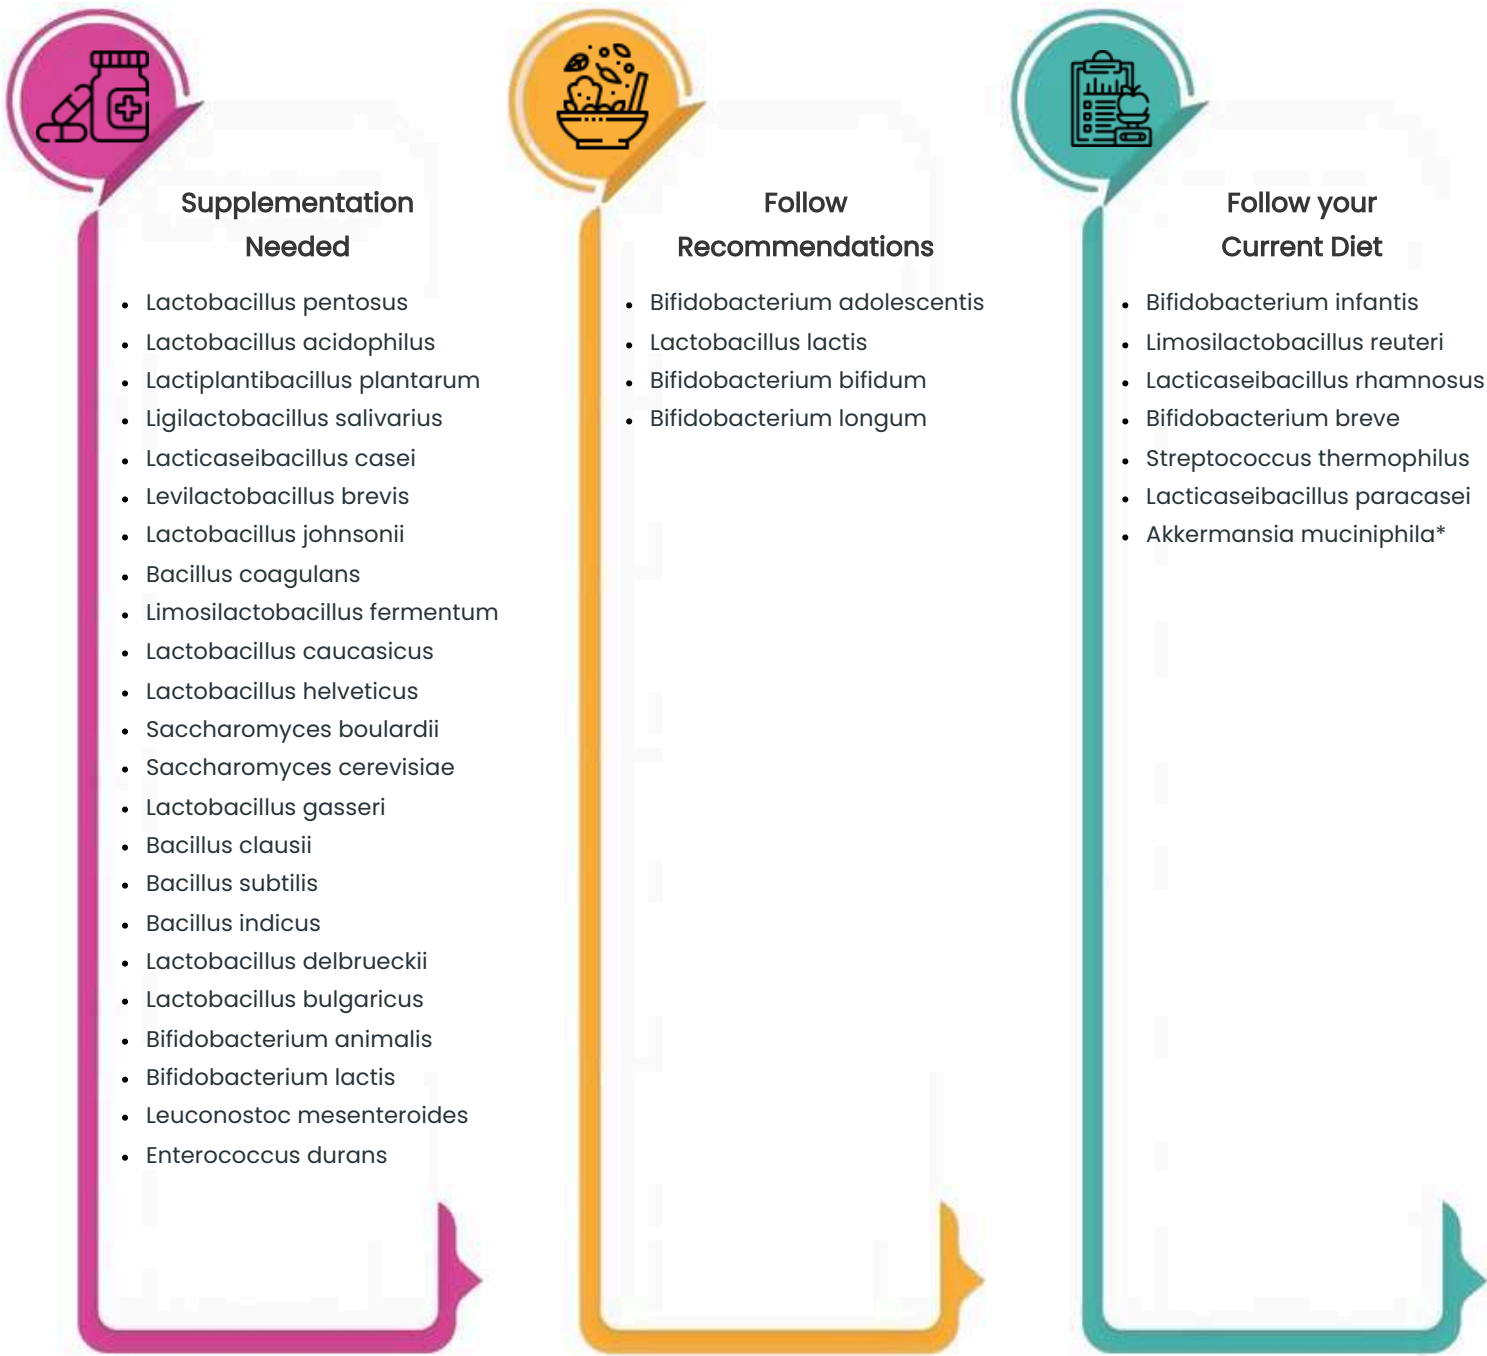 Supplementation
Needed
• Lactobacillus pentosus
• Lactobacillus acidophilus
• Lactiplantibacillus plantarum
• Ligilactobacillus salivarius
• Lacticaseibacillus casei
• Levilactobacillus brevis
• Lactobacillus johnsonii
• Bacillus coagulans
• Limosilactobacillus fermentum
• Lactobacillus caucasicus
• Lactobacillus helveticus
• Saccharomyces boulardii
• Saccharomyces cerevisiae
• Lactobacillus gasseri
• Bacillus clausii
• Bacillus subtilis
• Bacillus indicus
• Lactobacillus delbrueckii
• Lactobacillus bulgaricus
• Bifidobacterium animalis
• Bifidobacterium lactis
• Leuconostoc mesenteroides
• Enterococcus durans
Follow
Recommendations
• Bifidobacterium adolescentis
• Lactobacillus lactis
• Bifidobacterium bifidum
• Bifidobacterium longum
Follow your
Current Diet
• Bifidobacterium infantis
• Limosilactobacillus reuteri
• Lacticaseibacillus rhamnosus
• Bifidobacterium breve
• Streptococcus thermophilus
• Lacticaseibacillus paracasei
• Akkermansia muciniphila*